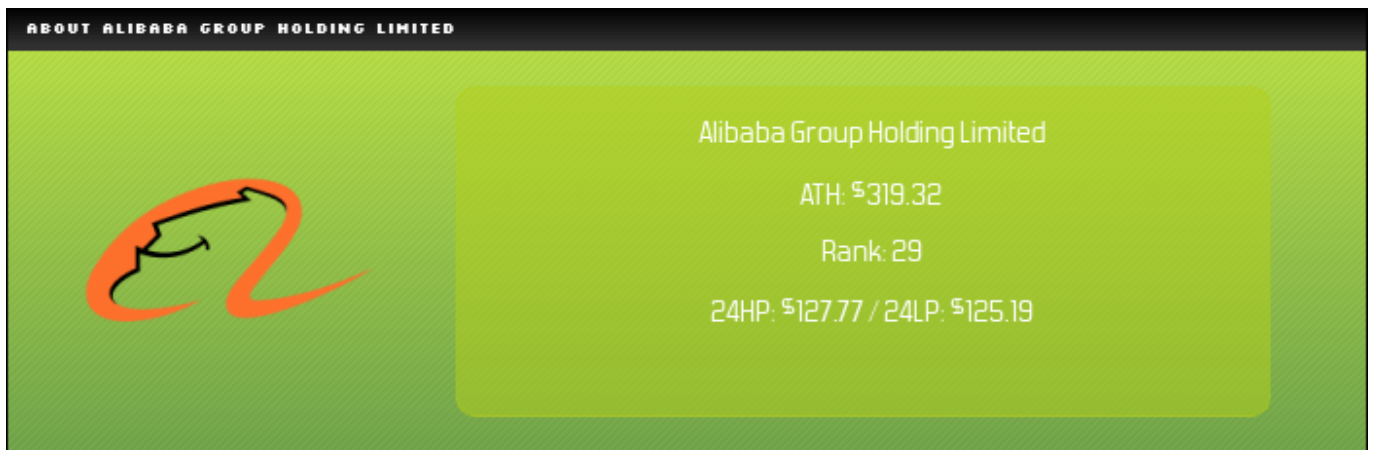 ABOUT ALIBABA GROUP HOLDING LIMITED
Alibaba Group Holding Limited
ATH: $319.32
Rank: 29
24HP: $127.77 / 24LP: $125.19